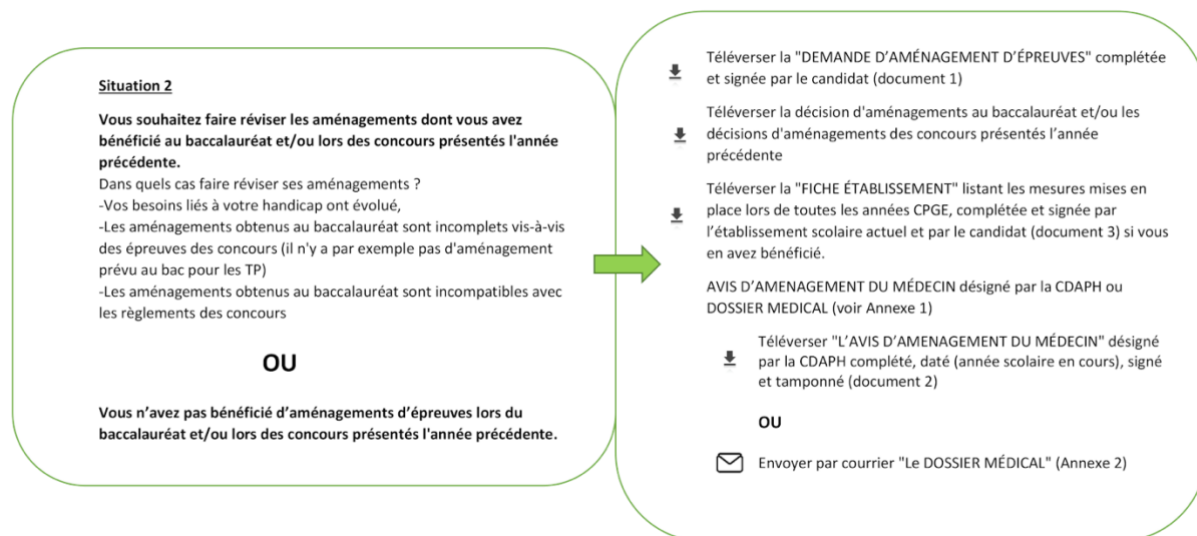 Situation 2
Vous souhaitez faire réviser les aménagements dont vous avez
bénéficié au baccalauréat et/ou lors des concours présentés l'année
précédente.
Dans quels cas faire réviser ses aménagements ?
-Vos besoins liés à votre handicap ont évolué,
-Les aménagements obtenus au baccalauréat sont incomplets vis-à-vis
des épreuves des concours (il n'y a par exemple pas d'aménagement
prévu au bac pour les TP)
-Les aménagements obtenus au baccalauréat sont incompatibles avec
les règlements des concours
OU
Vous n’avez pas bénéficié d’aménagements d’épreuves lors du
baccalauréat et/ou lors des concours présentés l'année précédente.
Téléverser la "DEMANDE D’AMÉNAGEMENT D’ÉPREUVES" complétée
et signée par le candidat (document 1)
Téléverser la décision d'aménagements au baccalauréat et/ou les
décisions d'aménagements des concours présentés l’année
précédente
Téléverser la "FICHE ÉTABLISSEMENT" listant les mesures mises en
place lors de toutes les années CPGE, complétée et signée par
l’établissement scolaire actuel et par le candidat (document 3) si vous
en avez bénéficié.
AVIS D’AMENAGEMENT DU MÉDECIN désigné par la CDAPH ou
DOSSIER MEDICAL (voir Annexe 1)
Téléverser "L’AVIS D’AMENAGEMENT DU MÉDECIN" désigné
par la CDAPH complété, daté (année scolaire en cours), signé
et tamponné (document 2)
OU
Envoyer par courrier "Le DOSSIER MÉDICAL" (Annexe 2)